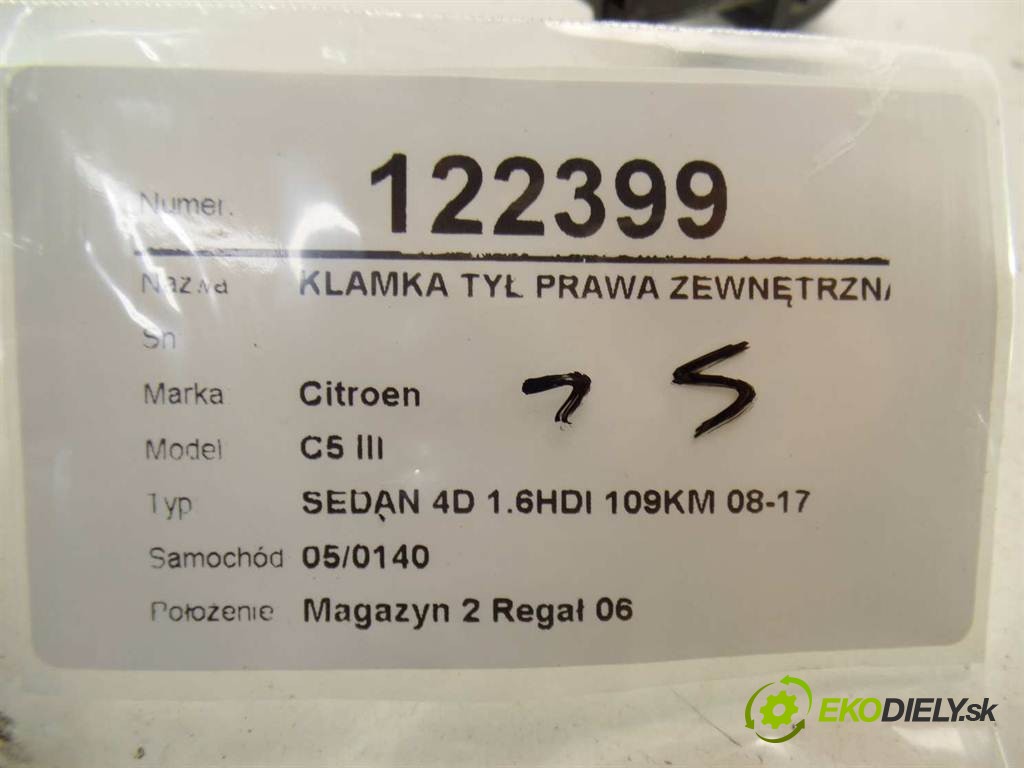 Numer. 122399
Nazwa KLAMKA TYŁ PRAWA ZEWNĘTRZNA
Sn
Marka Citroen
Model C5 III
Typ SEDAN 4D 1.6HDI 109KM 08-17
Samochód 05/0140
Położenie Magazyn 2 Regał 06
EKODIELY.sk